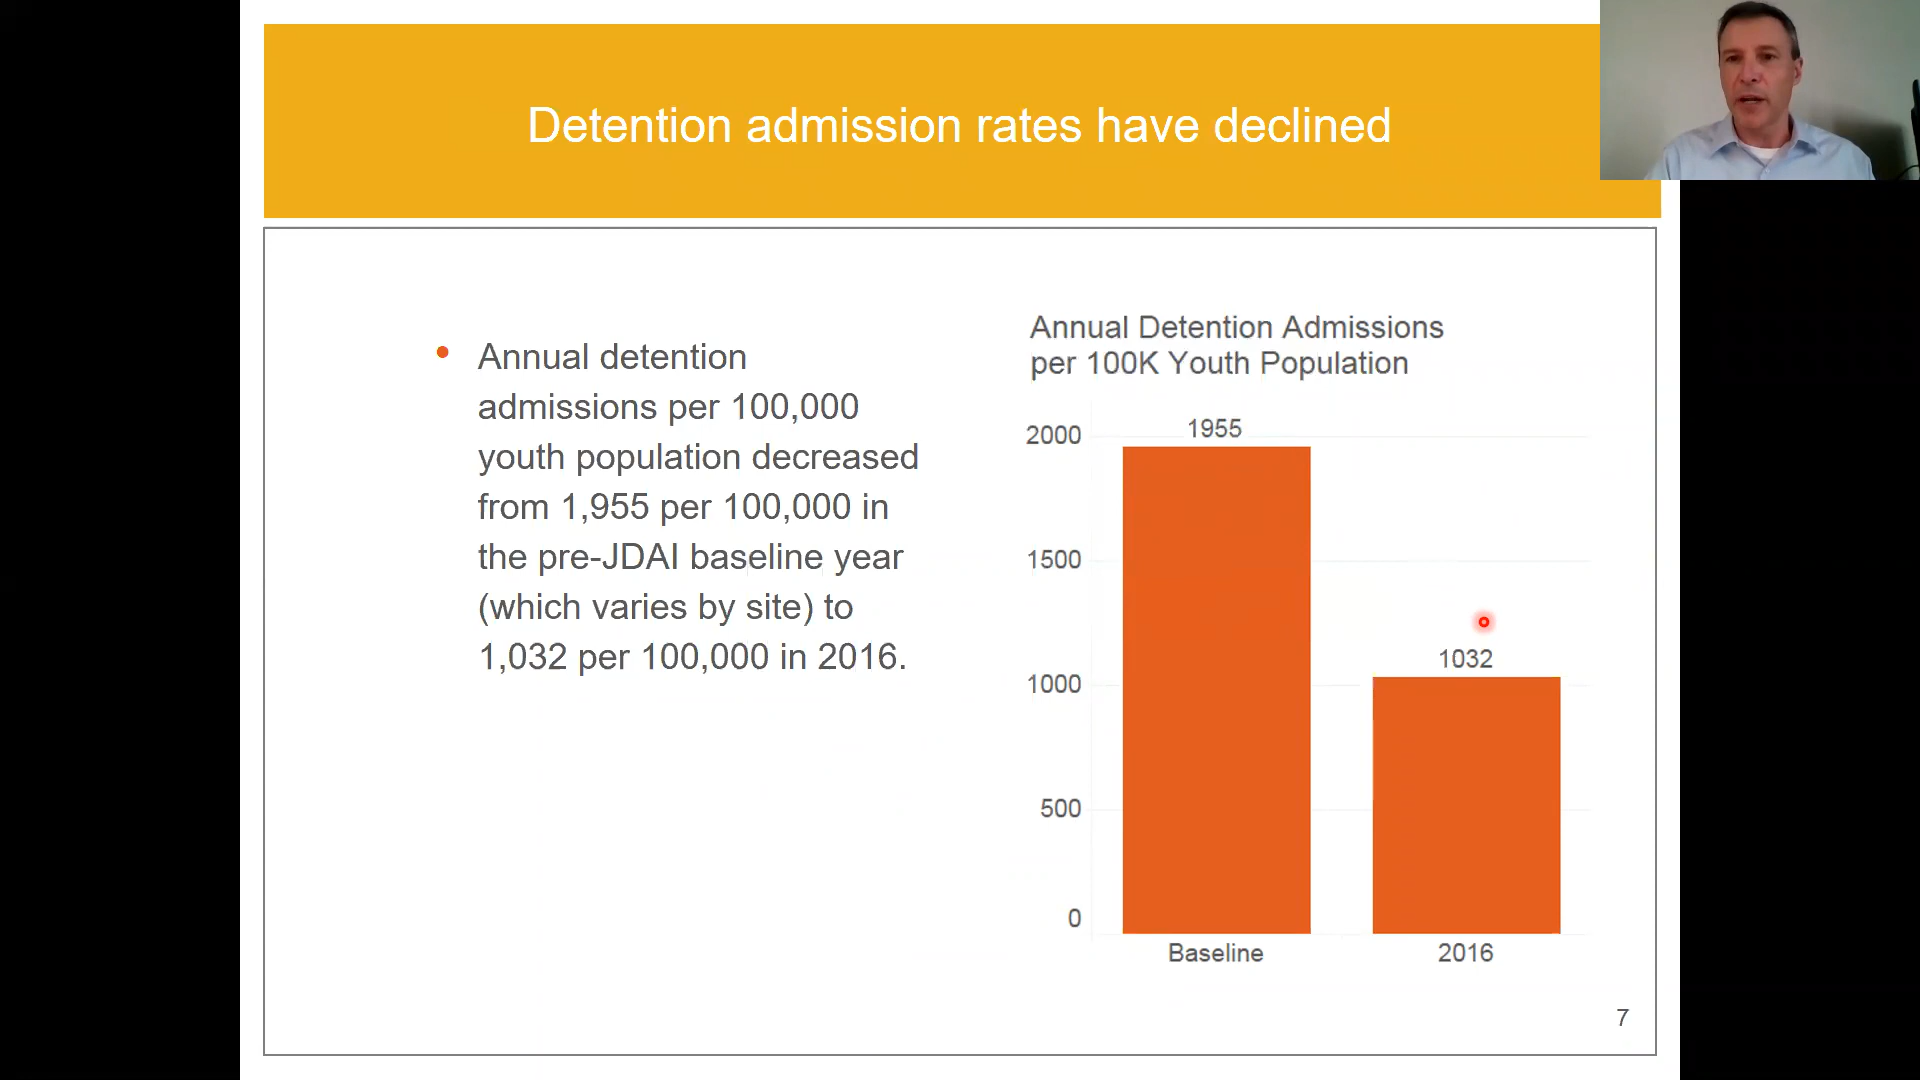 Detention admission rates have declined
• Annual detention
admissions per 100,000
youth population decreased
from 1,955 per 100,000 in
the pre-JDAI baseline year
(which varies by site) to
1,032 per 100,000 in 2016.
Annual Detention Admissions
per 100K Youth Population
2000
1955
1500
1032
1000
500
0
Baseline
2016
7